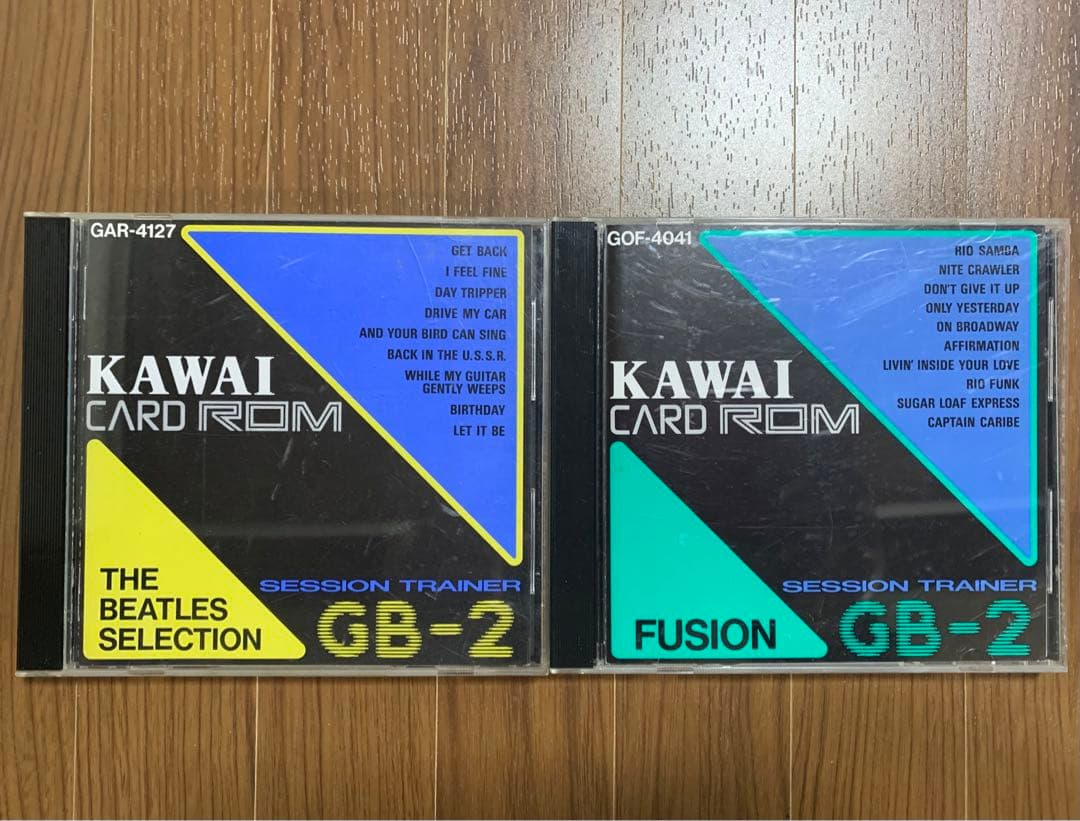 GAR-4127
GET BACK
I FEEL FINE
DAY TRIPPER
DRIVE MY CAR
AND YOUR BIRD CAN SING
BACK IN THE U.S.S.R.
WHILE MY GUITAR
GENTLY WEEPS
BIRTHDAY
LET IT BE
KAWAI
CARD ROM
THE
BEATLES
SELECTION
SESSION TRAINER
GB-2
GOF-4041
RIO SAMBA
NITE CRAWLER
DON'T GIVE IT UP
ONLY YESTERDAY
ON BROADWAY
AFFIRMATION
LIVIN' INSIDE YOUR LOVE
RIO FUNK
SUGAR LOAF EXPRESS
CAPTAIN CARIBE
KAWAI
CARD ROM
FUSION
SESSION TRAINER
GB-2